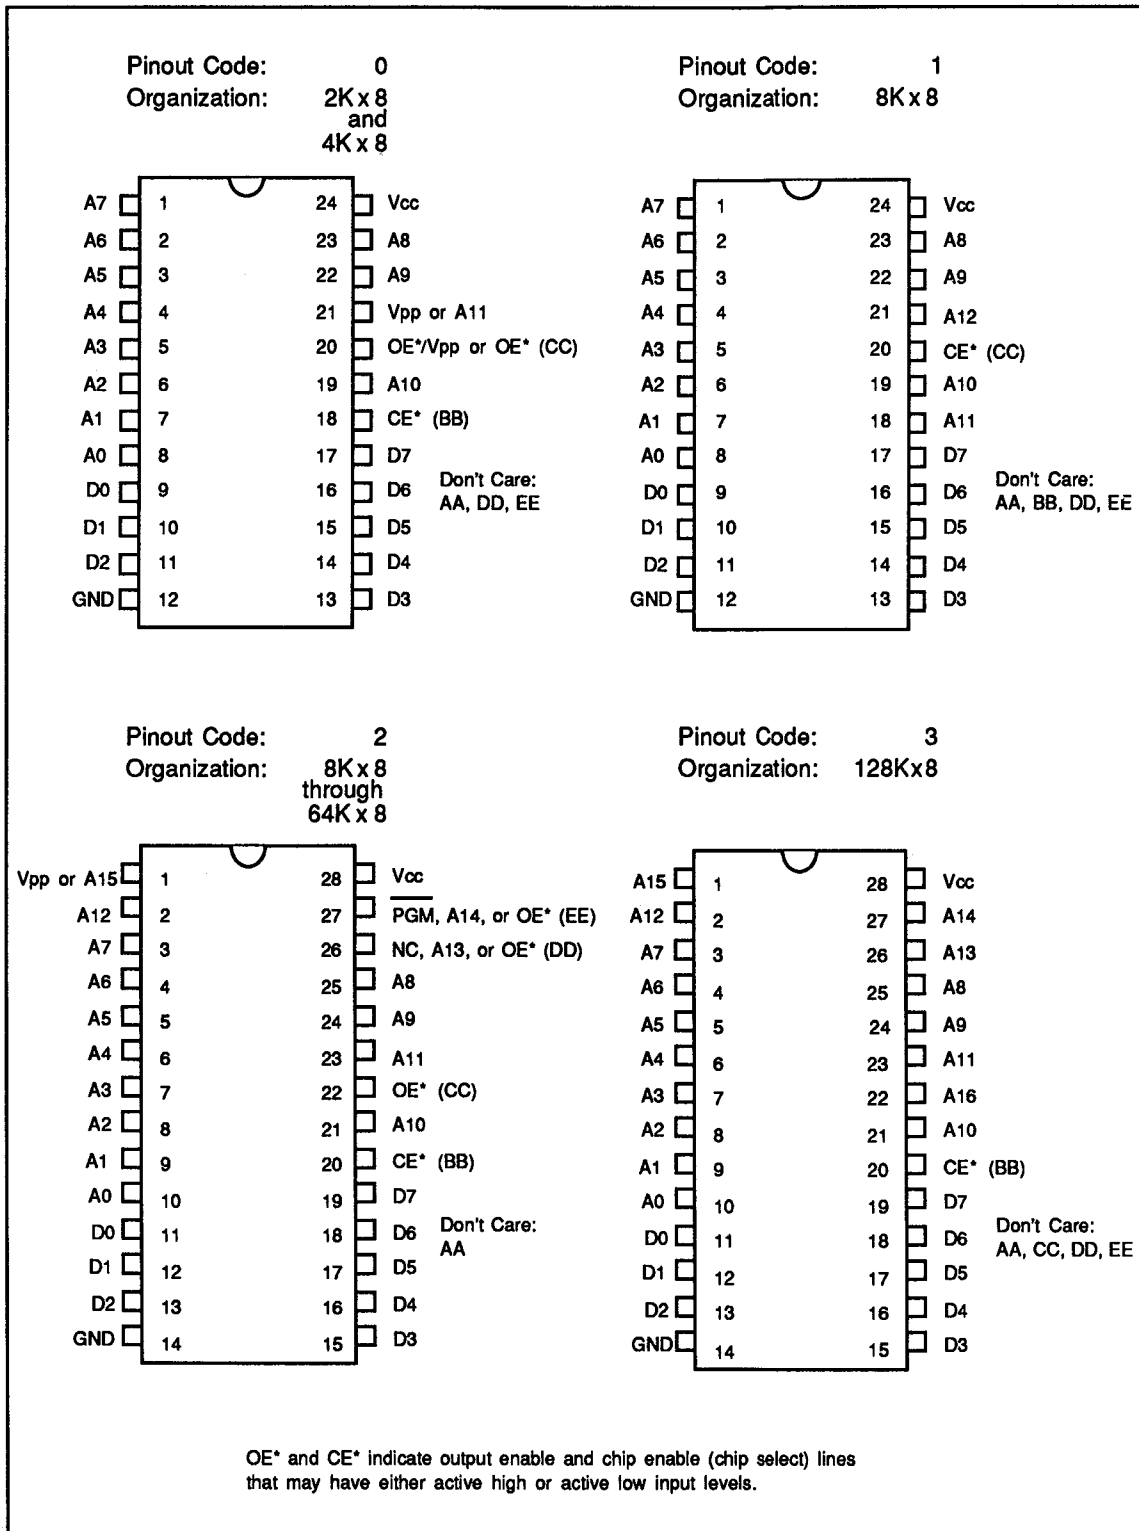 Pinout Code: 0
Organization: 2K x 8
and
4K x 8
A7 1 24 Vcc
A6 2 23 A8
A5 3 22 A9
A4 4 21 Vpp or A11
A3 5 20 OE*/Vpp or OE* (CC)
A2 6 19 A10
A1 7 18 CE* (BB)
A0 8 17 D7
D0 9 16 D6
D1 10 15 D5
D2 11 14 D4
GND 12 13 D3
Don't Care:
AA, DD, EE
Pinout Code: 1
Organization: 8K x 8
A7 1 24 Vcc
A6 2 23 A8
A5 3 22 A9
A4 4 21 A12
A3 5 20 CE* (CC)
A2 6 19 A10
A1 7 18 A11
A0 8 17 D7
D0 9 16 D6
D1 10 15 D5
D2 11 14 D4
GND 12 13 D3
Don't Care:
AA, BB, DD, EE
Pinout Code: 2
Organization: 8K x 8
through
64K x 8
Vpp or A15 1 28 Vcc
A12 2 27 PGM, A14, or OE* (EE)
A7 3 26 NC, A13, or OE* (DD)
A6 4 25 A8
A5 5 24 A9
A4 6 23 A11
A3 7 22 OE* (CC)
A2 8 21 A10
A1 9 20 CE* (BB)
A0 10 19 D7
D0 11 18 D6
D1 12 17 D5
D2 13 16 D4
GND 14 15 D3
Don't Care:
AA
Pinout Code: 3
Organization: 128K x 8
A15 1 28 Vcc
A12 2 27 A14
A7 3 26 A13
A6 4 25 A8
A5 5 24 A9
A4 6 23 A11
A3 7 22 A16
A2 8 21 A10
A1 9 20 CE* (BB)
A0 10 19 D7
D0 11 18 D6
D1 12 17 D5
D2 13 16 D4
GND 14 15 D3
Don't Care:
AA, CC, DD, EE
OE* and CE* indicate output enable and chip enable (chip select) lines
that may have either active high or active low input levels.